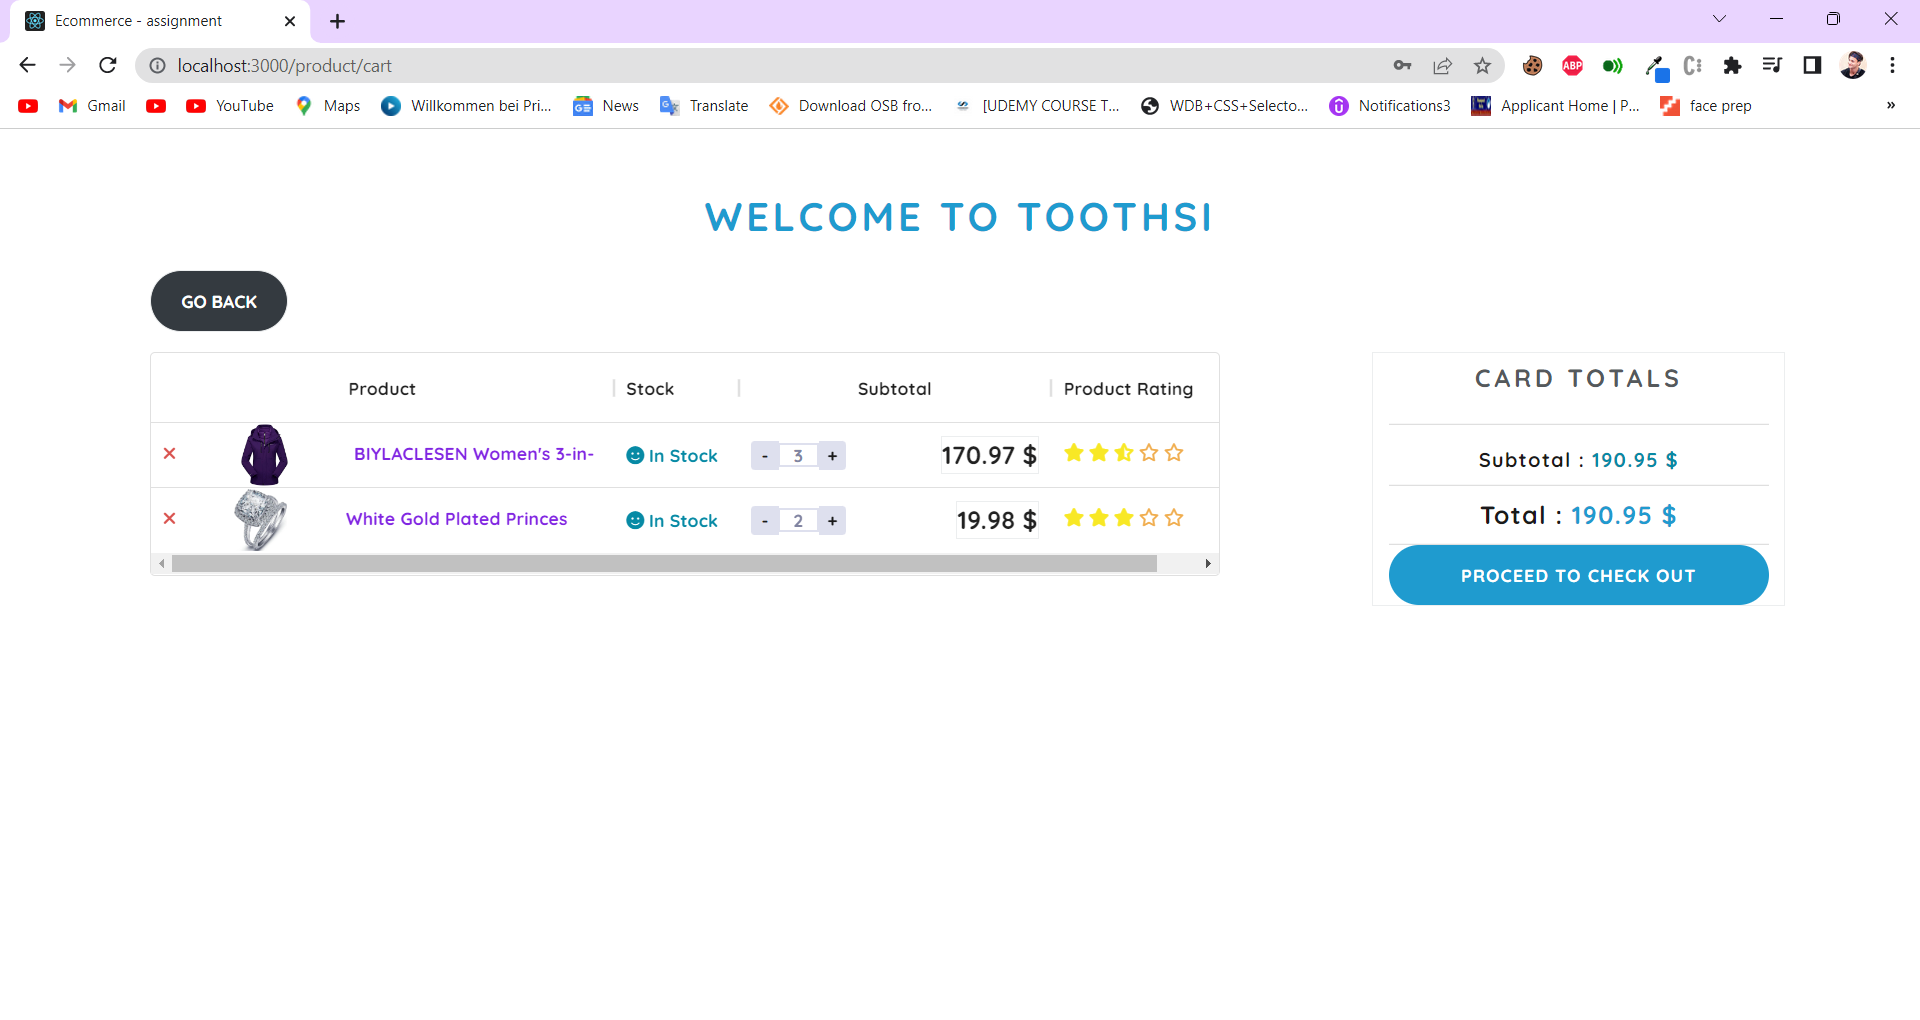 Ecommerce - assignment
localhost:3000/product/cart
ABP
Gmail YouTube Maps Willkommen bei Pri... News Translate Download OSB fro... [UDEMY COURSE T... WDB+CSS+Selecto... Notifications3 Applicant Home | P... face prep »
WELCOME TO TOOTHSI
GO BACK
Product Stock Subtotal Product Rating
BIYLACLESEN Women's 3-in- In Stock - 3 + 170.97 $
White Gold Plated Princes In Stock - 2 + 19.98 $
CARD TOTALS
Subtotal : 190.95 $
Total : 190.95 $
PROCEED TO CHECK OUT